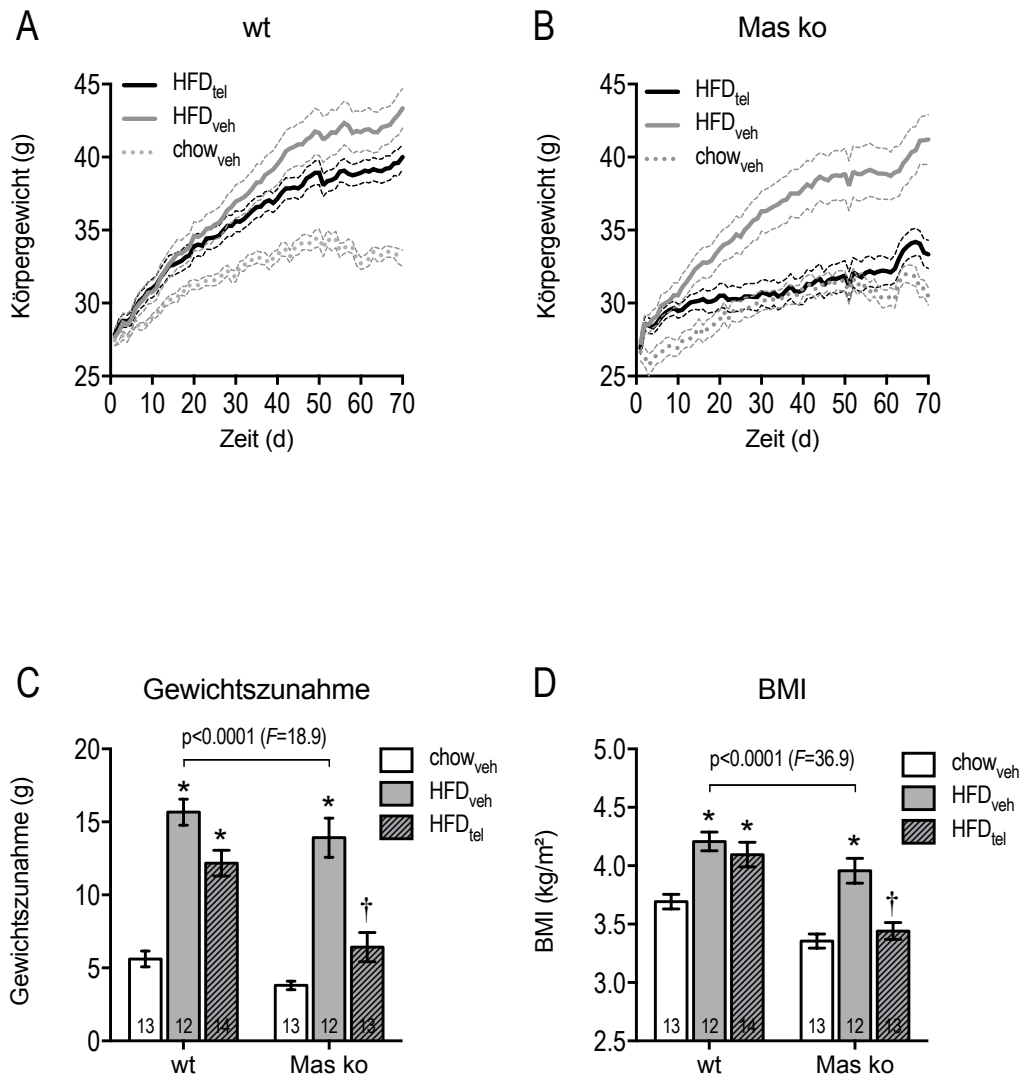 A
wt
HFDtel
HFDveh
chowveh
Körpergewicht (g)
45
40
35
30
25
0 10 20 30 40 50 60 70
Zeit (d)
B
Mas ko
HFDtel
HFDveh
chowveh
Körpergewicht (g)
45
40
35
30
25
0 10 20 30 40 50 60 70
Zeit (d)
C
Gewichtszunahme
p<0.0001 (F=18.9)
chowveh
HFDveh
HFDtel
Gewichtszunahme (g)
20
15
10
5
0
* * * †
13 12 14 13 12 13
wt Mas ko
D
BMI
p<0.0001 (F=36.9)
chowveh
HFDveh
HFDtel
BMI (kg/m²)
5.0
4.5
4.0
3.5
3.0
2.5
* * * †
13 12 14 13 12 13
wt Mas ko